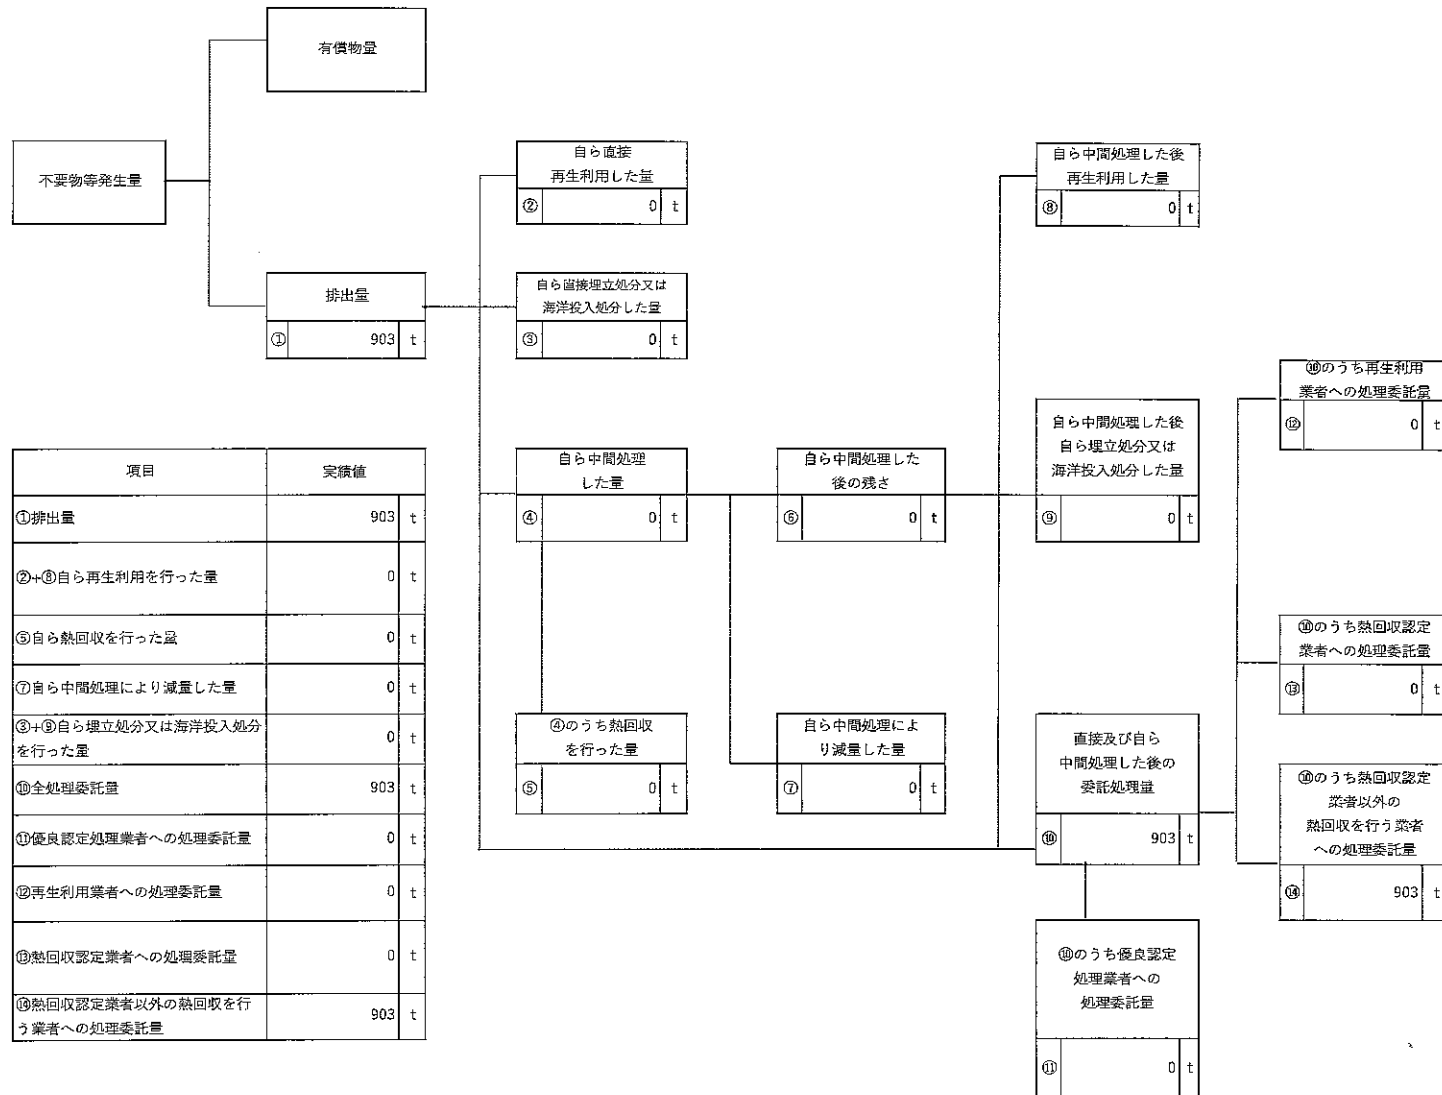 有償物量
不要物等発生量
排出量
① 903 t
自ら直接
再生利用した量
② 0 t
自ら直接埋立処分又は
海洋投入処分した量
③ 0 t
自ら中間処理
した量
④ 0 t
④のうち熱回収
を行った量
⑤ 0 t
自ら中間処理した
後の残さ
⑥ 0 t
自ら中間処理によ
り減量した量
⑦ 0 t
自ら中間処理した後
再生利用した量
⑧ 0 t
自ら中間処理した後
自ら埋立処分又は
海洋投入処分した量
⑨ 0 t
直接及び自ら
中間処理した後の
委託処理量
⑩ 903 t
⑩のうち優良認定
処理業者への
処理委託量
⑪ 0 t
⑩のうち再生利用
業者への処理委託量
⑫ 0 t
⑩のうち熱回収認定
業者への処理委託量
⑬ 0 t
⑩のうち熱回収認定
業者以外の
熱回収を行う業者
への処理委託量
⑭ 903 t
項目 実績値
①排出量 903 t
②+⑧自ら再生利用を行った量 0 t
⑤自ら熱回収を行った量 0 t
⑦自ら中間処理により減量した量 0 t
③+⑨自ら埋立処分又は海洋投入処分
を行った量 0 t
⑩全処理委託量 903 t
⑪優良認定処理業者への処理委託量 0 t
⑫再生利用業者への処理委託量 0 t
⑬熱回収認定業者への処理委託量 0 t
⑭熱回収認定業者以外の熱回収を行
う業者への処理委託量 903 t